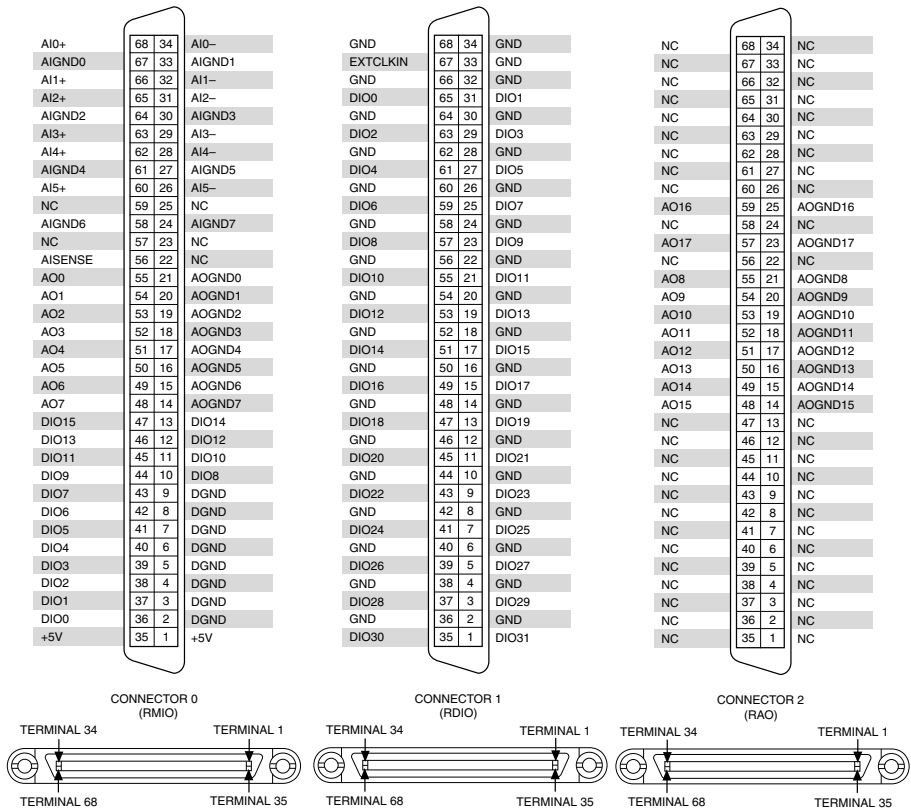 AI0+ 68 34 AI0–
AIGND0 67 33 AIGND1
AI1+ 66 32 AI1–
AI2+ 65 31 AI2–
AIGND2 64 30 AIGND3
AI3+ 63 29 AI3–
AI4+ 62 28 AI4–
AIGND4 61 27 AIGND5
AI5+ 60 26 AI5–
NC 59 25 NC
AIGND6 58 24 AIGND7
NC 57 23 NC
AISENSE 56 22 NC
AO0 55 21 AOGND0
AO1 54 20 AOGND1
AO2 53 19 AOGND2
AO3 52 18 AOGND3
AO4 51 17 AOGND4
AO5 50 16 AOGND5
AO6 49 15 AOGND6
AO7 48 14 AOGND7
DIO15 47 13 DIO14
DIO13 46 12 DIO12
DIO11 45 11 DIO10
DIO9 44 10 DIO8
DIO7 43 9 DGND
DIO6 42 8 DGND
DIO5 41 7 DGND
DIO4 40 6 DGND
DIO3 39 5 DGND
DIO2 38 4 DGND
DIO1 37 3 DGND
DIO0 36 2 DGND
+5V 35 1 +5V
CONNECTOR 0
(RMIO)
TERMINAL 34 TERMINAL 1
TERMINAL 68 TERMINAL 35
GND 68 34 GND
EXTCLKIN 67 33 GND
GND 66 32 GND
DIO0 65 31 DIO1
GND 64 30 GND
DIO2 63 29 DIO3
GND 62 28 GND
DIO4 61 27 DIO5
GND 60 26 GND
DIO6 59 25 DIO7
GND 58 24 GND
DIO8 57 23 DIO9
GND 56 22 GND
DIO10 55 21 DIO11
GND 54 20 GND
DIO12 53 19 DIO13
GND 52 18 GND
DIO14 51 17 DIO15
GND 50 16 GND
DIO16 49 15 DIO17
GND 48 14 GND
DIO18 47 13 DIO19
GND 46 12 GND
DIO20 45 11 DIO21
GND 44 10 GND
DIO22 43 9 DIO23
GND 42 8 GND
DIO24 41 7 DIO25
GND 40 6 GND
DIO26 39 5 DIO27
GND 38 4 GND
DIO28 37 3 DIO29
GND 36 2 GND
DIO30 35 1 DIO31
CONNECTOR 1
(RDIO)
TERMINAL 34 TERMINAL 1
TERMINAL 68 TERMINAL 35
NC 68 34 NC
NC 67 33 NC
NC 66 32 NC
NC 65 31 NC
NC 64 30 NC
NC 63 29 NC
NC 62 28 NC
NC 61 27 NC
NC 60 26 NC
AO16 59 25 AOGND16
NC 58 24 NC
AO17 57 23 AOGND17
NC 56 22 NC
AO8 55 21 AOGND8
AO9 54 20 AOGND9
AO10 53 19 AOGND10
AO11 52 18 AOGND11
AO12 51 17 AOGND12
AO13 50 16 AOGND13
AO14 49 15 AOGND14
AO15 48 14 AOGND15
NC 47 13 NC
NC 46 12 NC
NC 45 11 NC
NC 44 10 NC
NC 43 9 NC
NC 42 8 NC
NC 41 7 NC
NC 40 6 NC
NC 39 5 NC
NC 38 4 NC
NC 37 3 NC
NC 36 2 NC
NC 35 1 NC
CONNECTOR 2
(RAO)
TERMINAL 34 TERMINAL 1
TERMINAL 68 TERMINAL 35